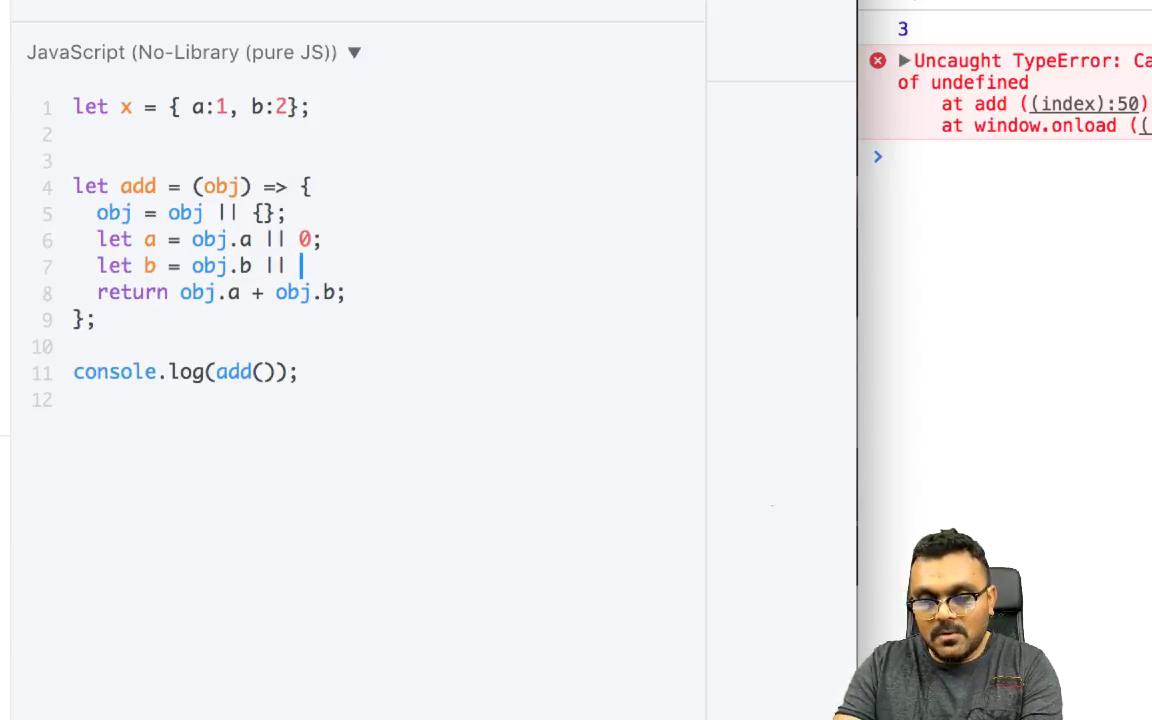 JavaScript (No-Library (pure JS)) ▼
1 let x = { a:1, b:2};
2
3
4 let add = (obj) => {
5 obj = obj || {};
6 let a = obj.a || 0;
7 let b = obj.b ||
8 return obj.a + obj.b;
9 };
10
11 console.log(add());
12
3
▶Uncaught TypeError: Ca
of undefined
at add ((index):50)
at window.onload ((
>